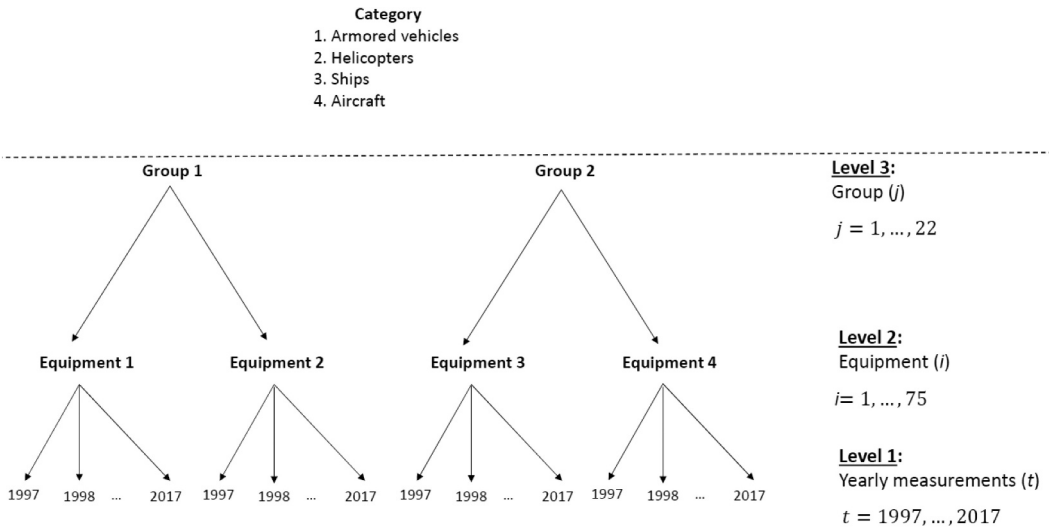 Category
1. Armored vehicles
2. Helicopters
3. Ships
4. Aircraft
Group 1
Group 2
Level 3:
Group (j)
j = 1, ... , 22
Equipment 1
Equipment 2
Equipment 3
Equipment 4
Level 2:
Equipment (i)
i= 1, ... , 75
1997 1998 ... 2017
1997 1998 ... 2017
1997 1998 ... 2017
1997 1998 ... 2017
Level 1:
Yearly measurements (t)
t = 1997, ... , 2017